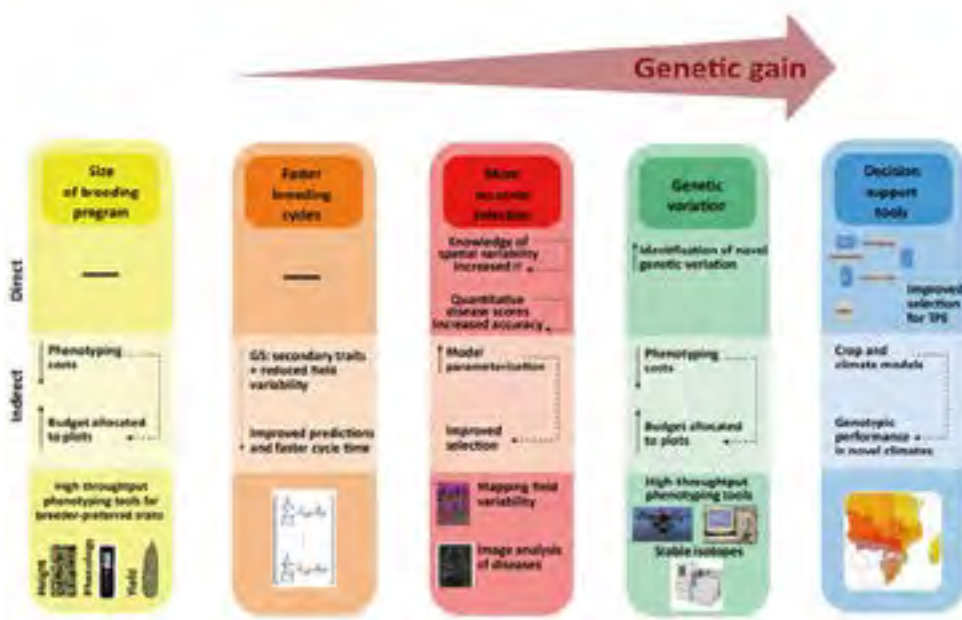 Genetic gain
Size
of breeding
program
Faster
breeding
cycles
More
accurate
selection
Genetic
variation
Decision
support
tools
Direct
Knowledge of
spatial variability
Increased
Quantitative
disease scores
Increased accuracy
Identification of novel
genetic variation
Improved
selection
for TPE
Indirect
Phenotyping
costs
Budget allocated
to plots
GS: secondary traits
+ reduced field
variability
Improved predictions
and faster cycle time
Model
parameterisation
Improved
selection
Phenotyping
costs
Budget allocated
to plots
Crop and
climate models
Genotypic
performance
in novel climates
High throughput
phenotyping tools for
breeder-preferred traits
Height
Phenology
Yield
Mapping field
variability
Image analysis
of diseases
High-throughput
phenotyping tools
Stable isotopes